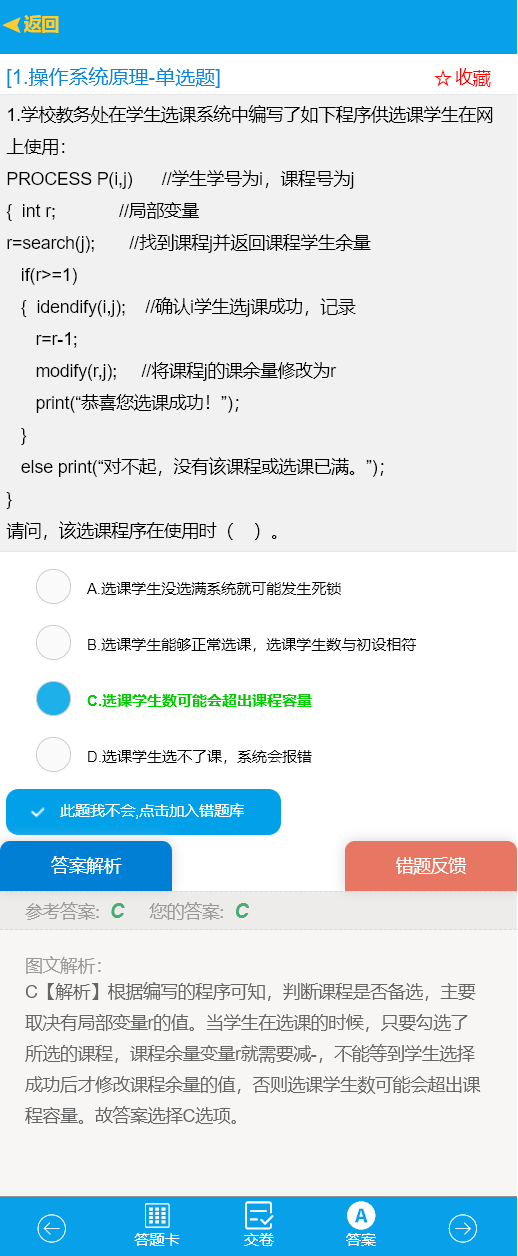 返回
[1.操作系统原理-单选题]
☆收藏
1.学校教务处在学生选课系统中编写了如下程序供选课学生在网
上使用：
PROCESS P(i,j) //学生学号为i，课程号为j
{ int r; //局部变量
r=search(j); //找到课程j并返回课程学生余量
if(r>=1)
{ idendify(i,j); //确认i学生选j课成功，记录
r=r-1;
modify(r,j); //将课程j的课余量修改为r
print(“恭喜您选课成功！”);
}
else print(“对不起，没有该课程或选课已满。”);
}
请问，该选课程序在使用时（ ）。
A.选课学生没选满系统就可能发生死锁
B.选课学生能够正常选课，选课学生数与初设相符
C.选课学生数可能会超出课程容量
D.选课学生选不了课，系统会报错
此题我不会,点击加入错题库
答案解析
错题反馈
参考答案: C 您的答案: C
图文解析：
C【解析】根据编写的程序可知，判断课程是否备选，主要
取决有局部变量r的值。当学生在选课的时候，只要勾选了
所选的课程，课程余量变量r就需要减-，不能等到学生选择
成功后才修改课程余量的值，否则选课学生数可能会超出课
程容量。故答案选择C选项。
答题卡
交卷
A
答案